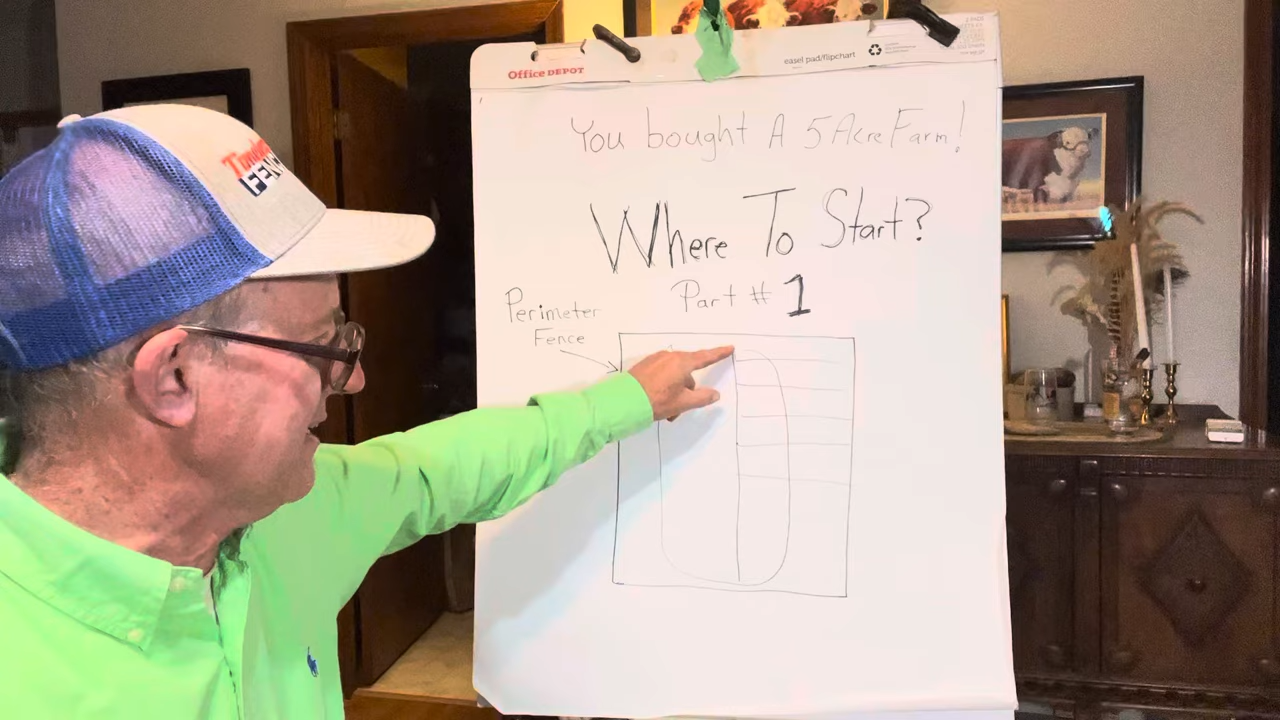 Office DEPOT
easel pad/flipchart
You bought A 5 Acre Farm!
Where To Start?
Part # 1
Perimeter
Fence